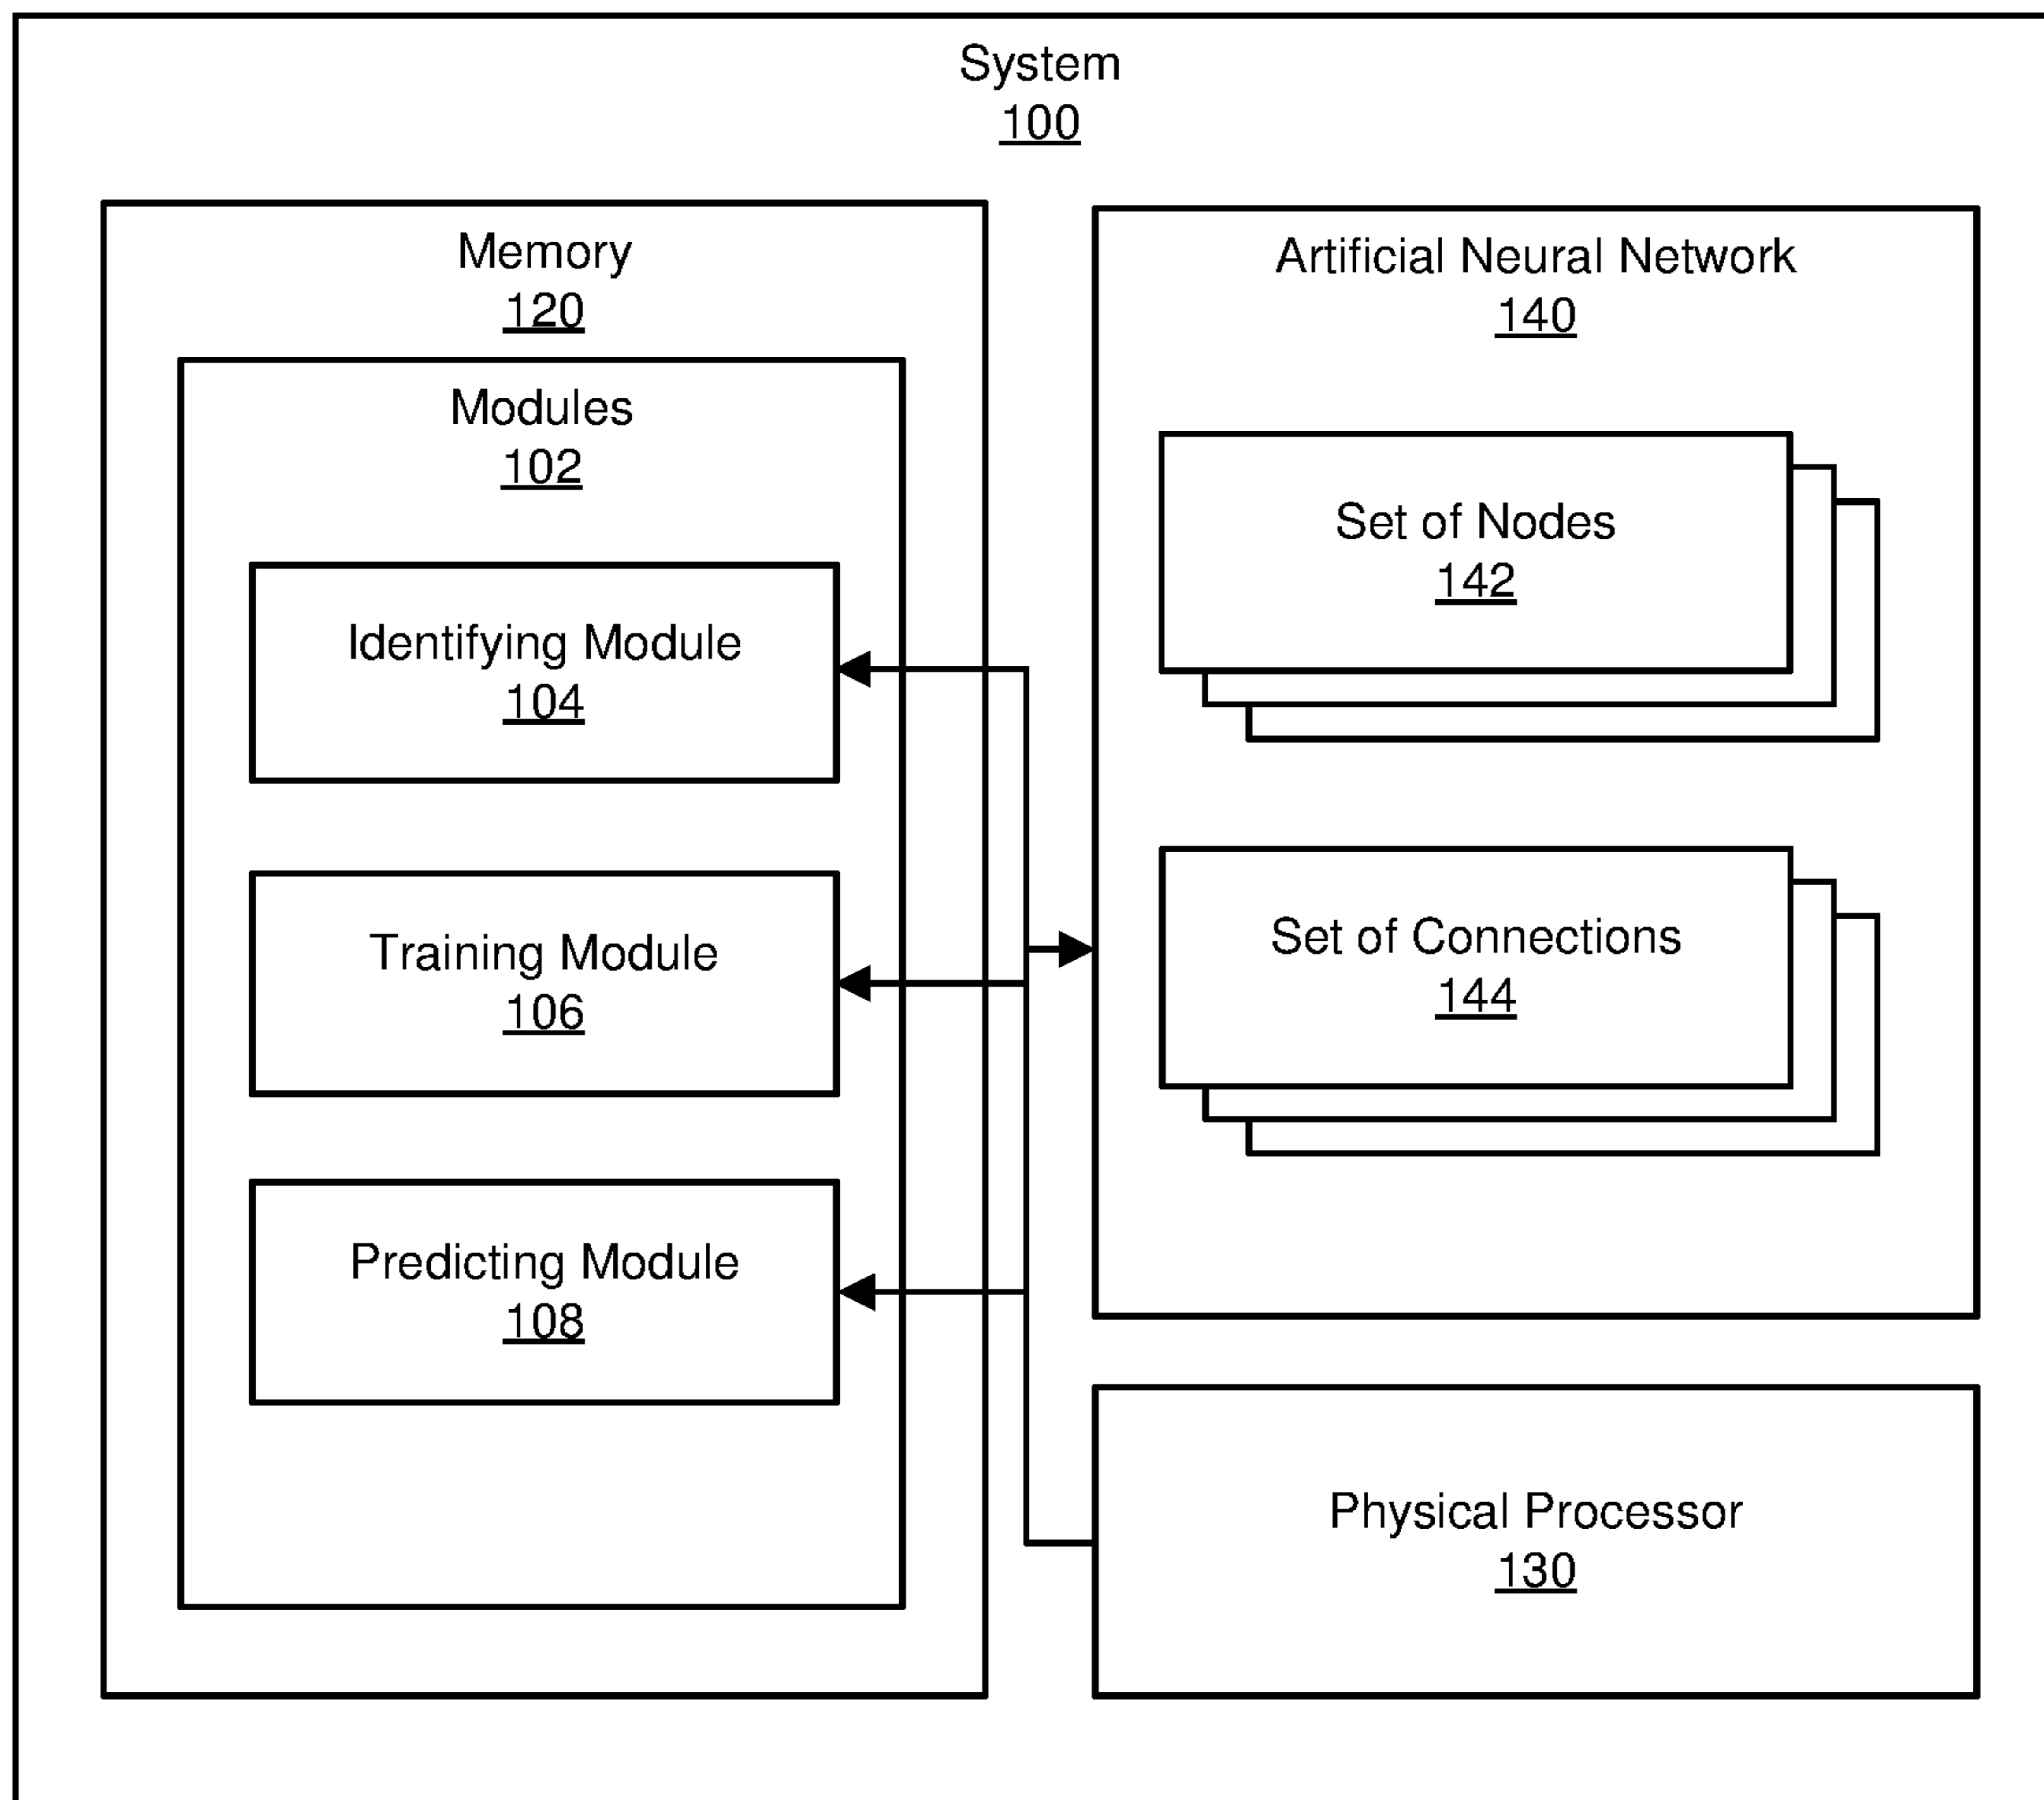 System
100
Memory
120
Modules
102
Identifying Module
104
Training Module
106
Predicting Module
108
Artificial Neural Network
140
Set of Nodes
142
Set of Connections
144
Physical Processor
130